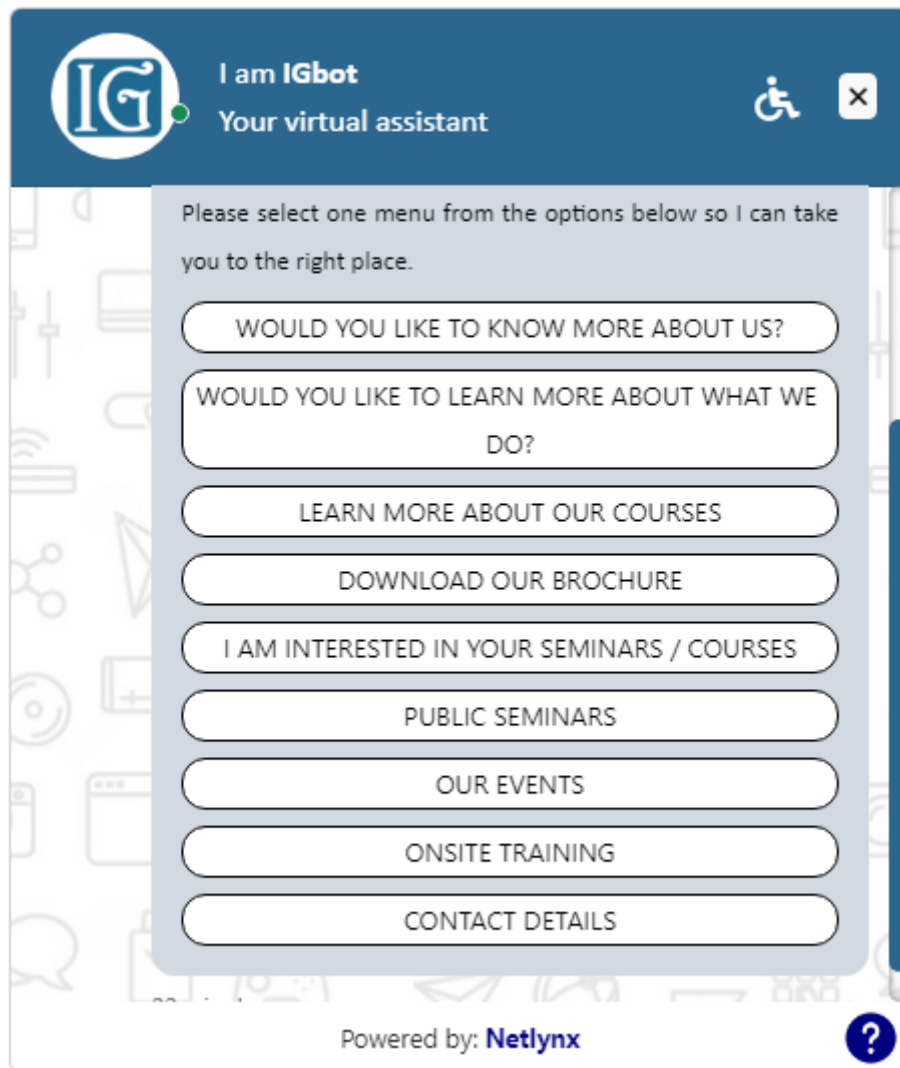 IG
I am IGbot
Your virtual assistant
Please select one menu from the options below so I can take
you to the right place.
WOULD YOU LIKE TO KNOW MORE ABOUT US?
WOULD YOU LIKE TO LEARN MORE ABOUT WHAT WE
DO?
LEARN MORE ABOUT OUR COURSES
DOWNLOAD OUR BROCHURE
I AM INTERESTED IN YOUR SEMINARS / COURSES
PUBLIC SEMINARS
OUR EVENTS
ONSITE TRAINING
CONTACT DETAILS
Powered by: Netlynx
?